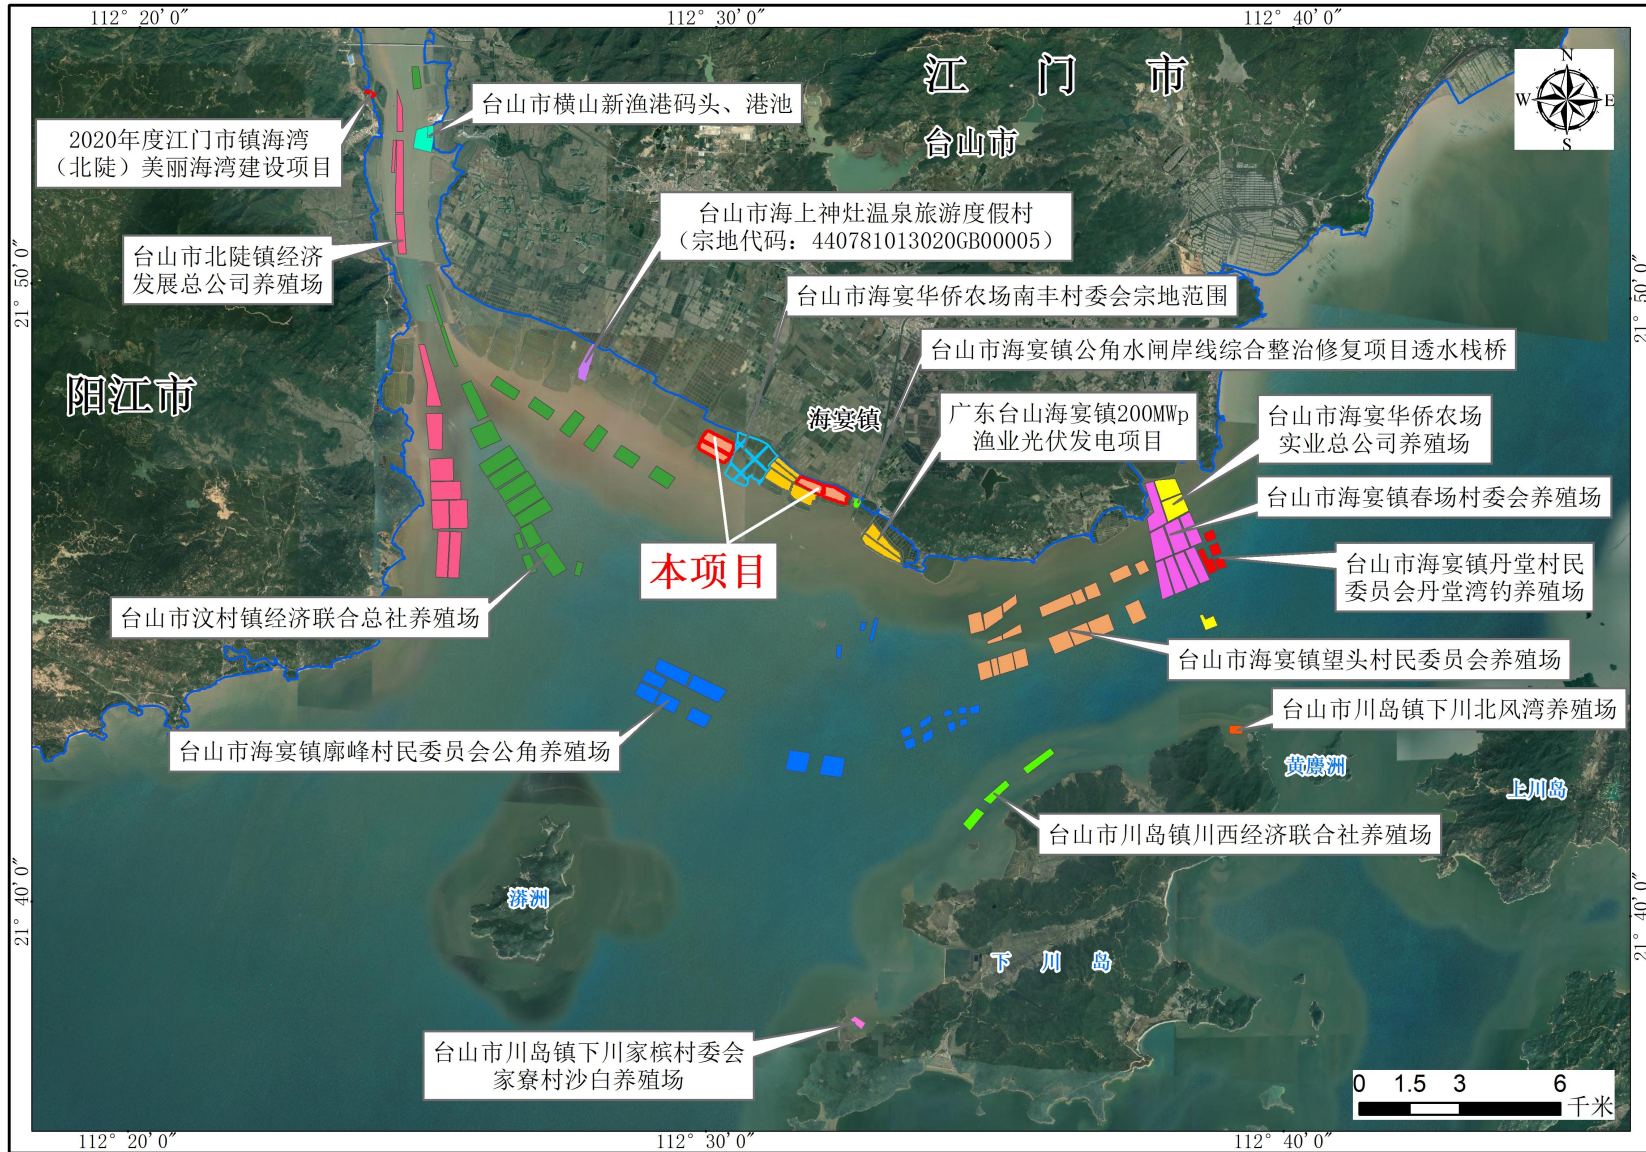 112° 20′0″
112° 30′0″
112° 40′0″
江 门 市
N
W
E
S
台山市横山新渔港码头、港池
台山市
2020年度江门市镇海湾
（北陡）美丽海湾建设项目
台山市海上神灶温泉旅游度假村
（宗地代码：440781013020GB00005）
台山市北陡镇经济
发展总公司养殖场
21° 50′0″
21° 50′0″
台山市海宴华侨农场南丰村委会宗地范围
台山市海宴镇公角水闸岸线综合整治修复项目透水栈桥
阳江市
海宴镇
广东台山海宴镇200MWp
渔业光伏发电项目
台山市海宴华侨农场
实业总公司养殖场
台山市海宴镇春场村委会养殖场
本项目
台山市海宴镇丹堂村民
委员会丹堂湾钓养殖场
台山市汶村镇经济联合总社养殖场
台山市海宴镇望头村民委员会养殖场
台山市川岛镇下川北风湾养殖场
台山市海宴镇廓峰村民委员会公角养殖场
黄麖洲
上川岛
台山市川岛镇川西经济联合社养殖场
漭洲
21° 40′0″
21° 40′0″
下 川 岛
台山市川岛镇下川家槟村委会
家寮村沙白养殖场
0 1.5 3 6
千米
112° 20′0″
112° 30′0″
112° 40′0″